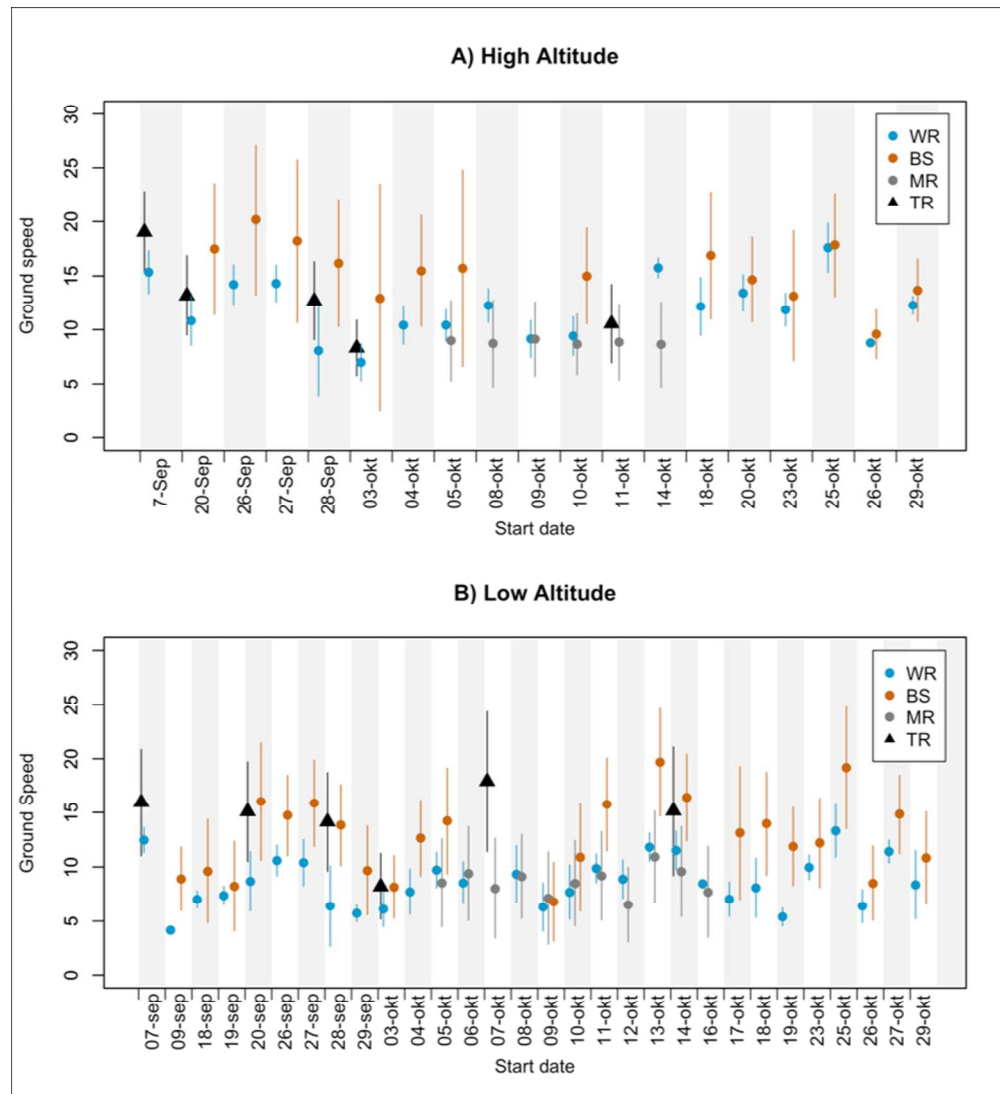 A) High Altitude
Ground speed
30
25
20
15
10
5
0
WR
BS
MR
TR
7-Sep
20-Sep
26-Sep
27-Sep
28-Sep
03-okt
04-okt
05-okt
08-okt
09-okt
10-okt
11-okt
14-okt
18-okt
20-okt
23-okt
25-okt
26-okt
29-okt
Start date
B) Low Altitude
Ground Speed
30
25
20
15
10
5
0
WR
BS
MR
TR
07-sep
09-sep
18-sep
19-sep
20-sep
26-sep
27-sep
28-sep
29-sep
03-okt
04-okt
05-okt
06-okt
07-okt
08-okt
09-okt
10-okt
11-okt
12-okt
13-okt
14-okt
16-okt
17-okt
18-okt
19-okt
23-okt
25-okt
26-okt
27-okt
29-okt
Start date